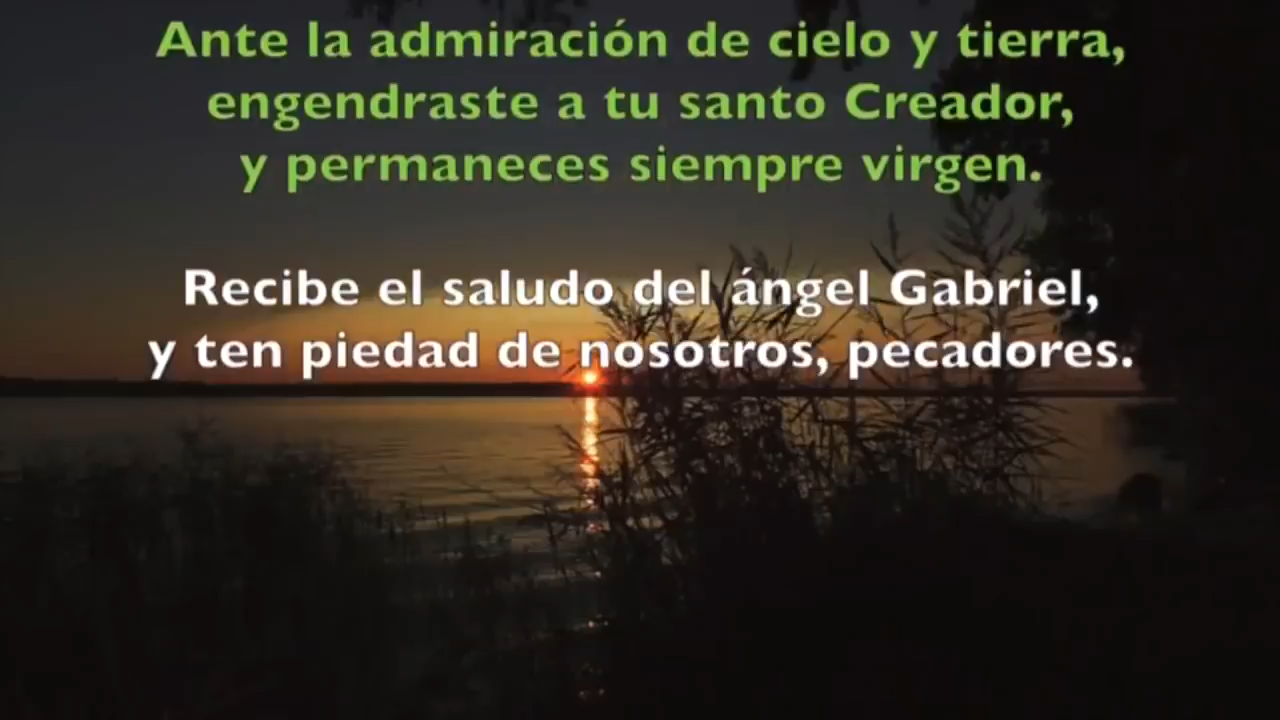 Ante la admiración de cielo y tierra,
engendraste a tu santo Creador,
y permaneces siempre virgen.
Recibe el saludo del ángel Gabriel,
y ten piedad de nosotros, pecadores.